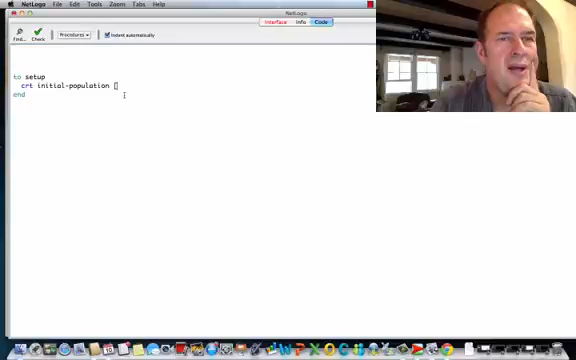 NetLogo File Edit Tools Zoom Tabs Help
NetLogo
Interface Info Code
Find... Check Procedures Indent automatically
to setup
crt initial-population [
end